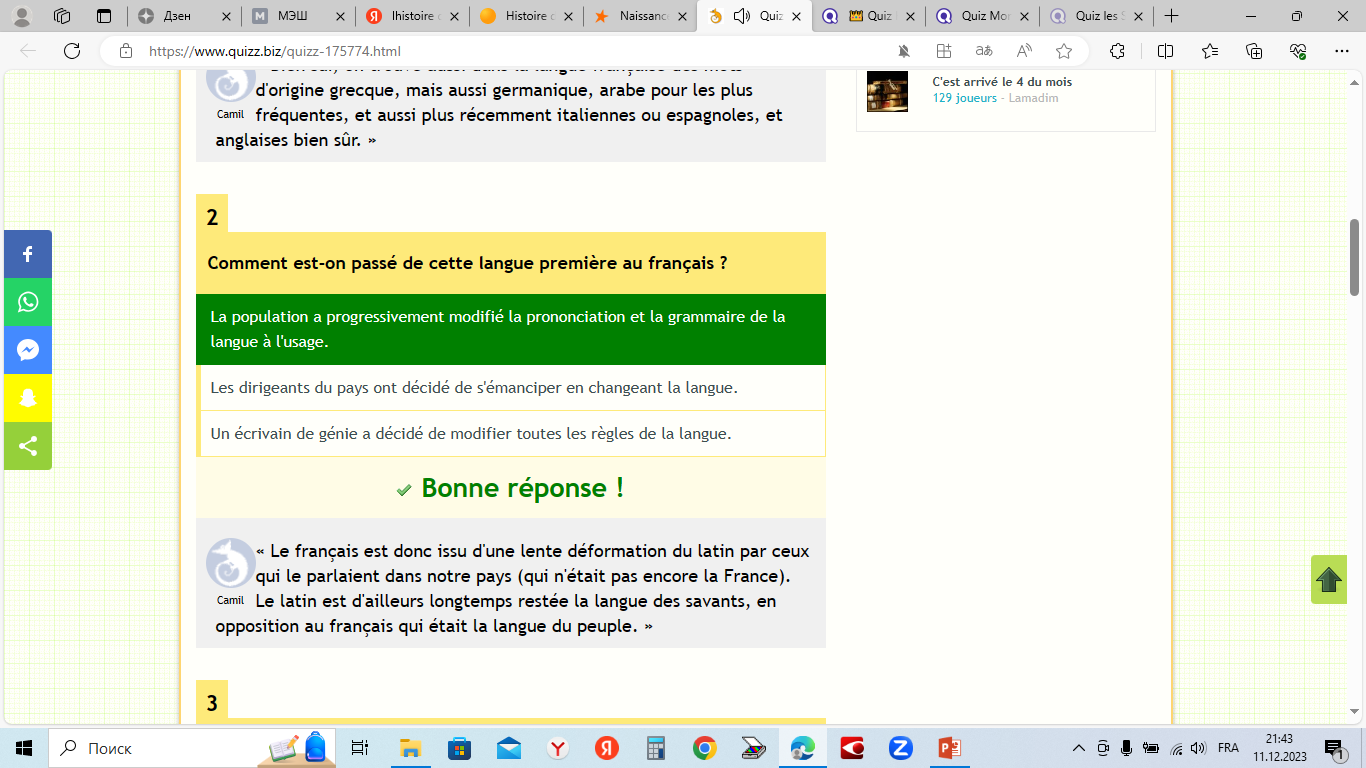 Дзен
МЭШ
lhistoire
Histoire
Naissance
Quiz
Quiz
Quiz Mor
Quiz les
https://www.quizz.biz/quizz-175774.html
d'origine grecque, mais aussi germanique, arabe pour les plus
Camil
fréquentes, et aussi plus récemment italiennes ou espagnoles, et
anglaises bien sûr. »
C'est arrivé le 4 du mois
129 joueurs - Lamadim
2
Comment est-on passé de cette langue première au français ?
La population a progressivement modifié la prononciation et la grammaire de la
langue à l'usage.
Les dirigeants du pays ont décidé de s'émanciper en changeant la langue.
Un écrivain de génie a décidé de modifier toutes les règles de la langue.
Bonne réponse !
« Le français est donc issu d'une lente déformation du latin par ceux
qui le parlaient dans notre pays (qui n'était pas encore la France).
Camil
Le latin est d'ailleurs longtemps restée la langue des savants, en
opposition au français qui était la langue du peuple. »
3
Поиск
FRA
21:43
11.12.2023